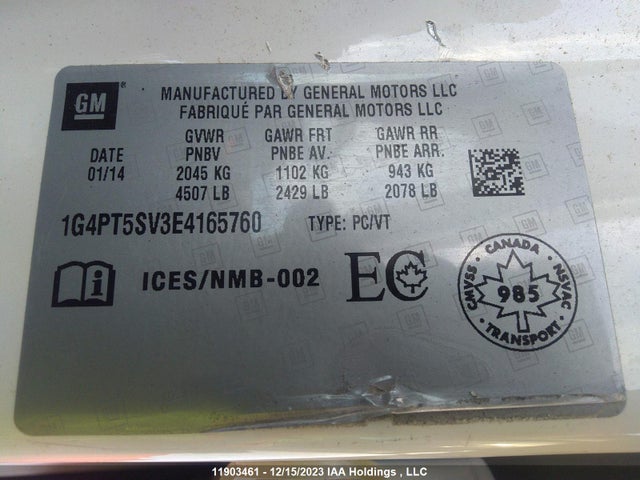 GM
MANUFACTURED BY GENERAL MOTORS LLC
FABRIQUÉ PAR GENERAL MOTORS LLC
GVWR GAWR FRT GAWR RR
DATE PNBV PNBE AV. PNBE ARR.
01/14 2045 KG 1102 KG 943 KG
4507 LB 2429 LB 2078 LB
1G4PT5SV3E4165760 TYPE: PC/VT
i ICES/NMB-002 EC
CMVSS • CANADA • NSVAC
985
• TRANSPORT •
11903461 - 12/15/2023 IAA Holdings , LLC